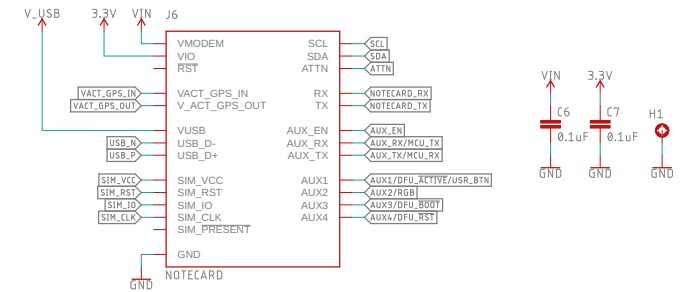 V_USB 3.3V VIN J6
VMODEM SCL SCL
VIO SDA SDA
RST ATTN ATTN
VACT_GPS_IN VACT_GPS_IN RX NOTECARD_RX
VACT_GPS_OUT V_ACT_GPS_OUT TX NOTECARD_TX
VUSB AUX_EN AUX_EN
USB_N USB_D- AUX_RX AUX_RX/MCU_TX
USB_P USB_D+ AUX_TX AUX_TX/MCU_RX
SIM_VCC SIM_VCC AUX1 AUX1/DFU_ACTIVE/USR_BTN
SIM_RST SIM_RST AUX2 AUX2/RGB
SIM_IO SIM_IO AUX3 AUX3/DFU_BOOT
SIM_CLK SIM_CLK AUX4 AUX4/DFU_RST
SIM_PRESENT
GND
GND NOTECARD
VIN 3.3V
C6 C7 H1
0.1uF 0.1uF
GND GND GND